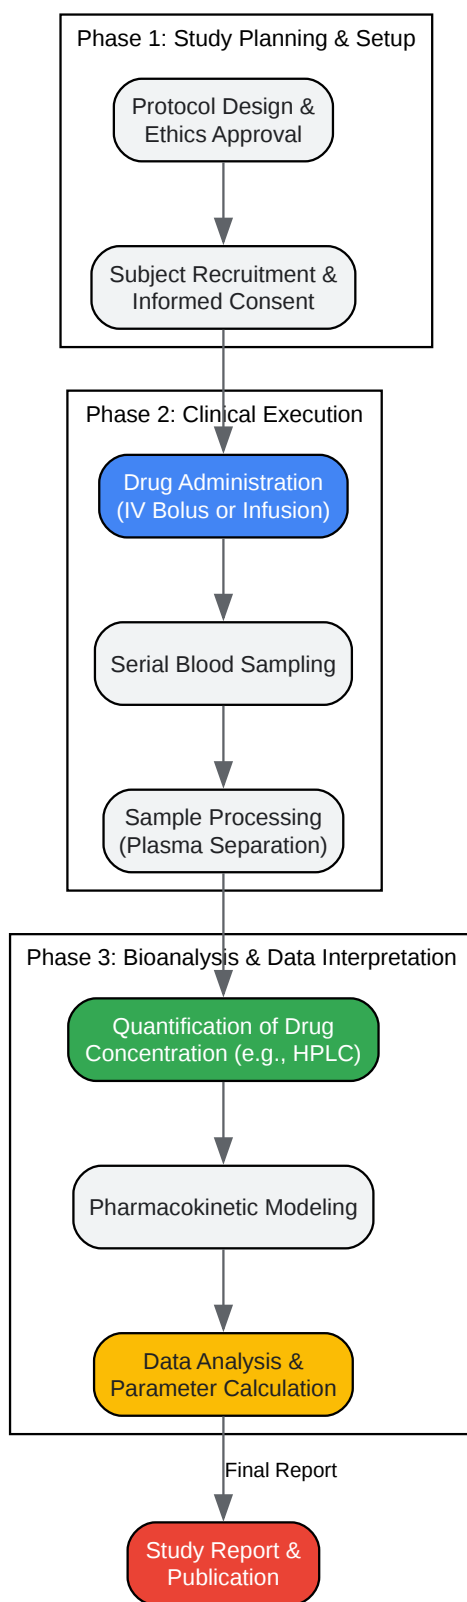 Phase 1: Study Planning & Setup
Protocol Design &
Ethics Approval
Subject Recruitment &
Informed Consent
Phase 2: Clinical Execution
Drug Administration
(IV Bolus or Infusion)
Serial Blood Sampling
Sample Processing
(Plasma Separation)
Phase 3: Bioanalysis & Data Interpretation
Quantification of Drug
Concentration (e.g., HPLC)
Pharmacokinetic Modeling
Data Analysis &
Parameter Calculation
Final Report
Study Report &
Publication